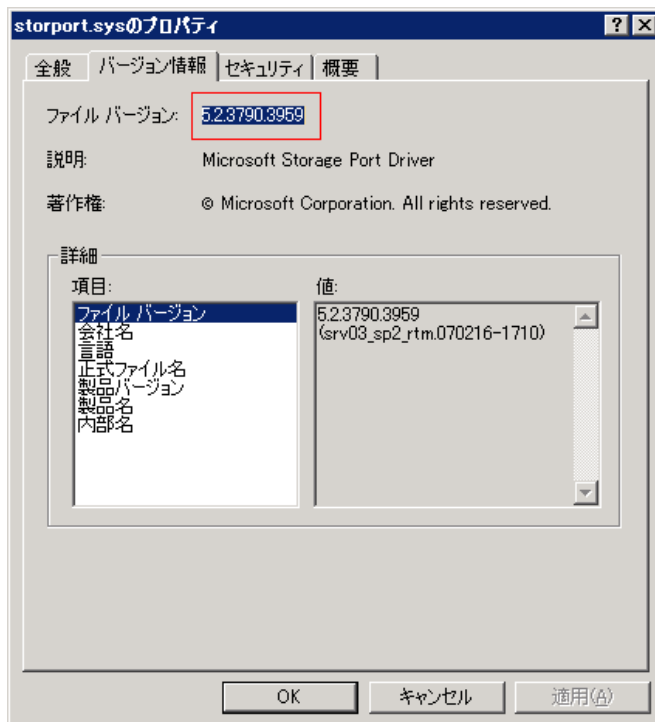 storport.sysのプロパティ
全般 バージョン情報 セキュリティ 概要
ファイル バージョン: 5.2.3790.3959
説明: Microsoft Storage Port Driver
著作権: © Microsoft Corporation. All rights reserved.
詳細
項目: 値:
ファイル バージョン
会社名
言語
正式ファイル名
製品バージョン
製品名
内部名
5.2.3790.3959
(srv03_sp2_rtm.070216-1710)
OK キャンセル 適用(A)